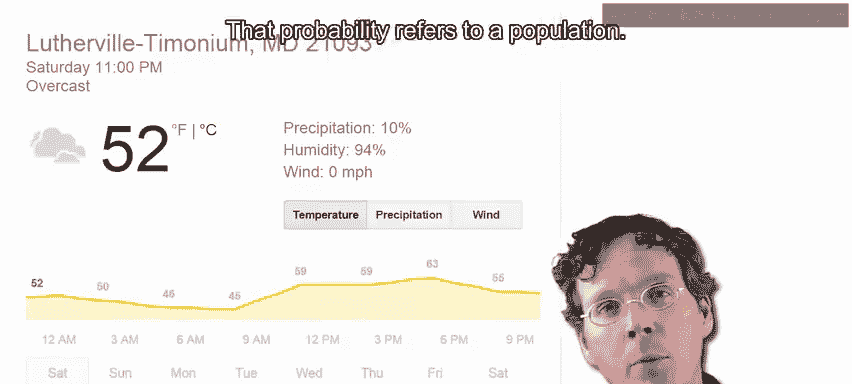 That probability refers to a population.
Lutherville-Timonium, MD 21093
Saturday 11:00 PM
Overcast
52 °F | °C
Precipitation: 10%
Humidity: 94%
Wind: 0 mph
Temperature Precipitation Wind
52 50 46 45 59 59 63 55
12 AM 3 AM 6 AM 9 AM 12 PM 3 PM 6 PM 9 PM
Sat Sun Mon Tue Wed Thu Fri Sat